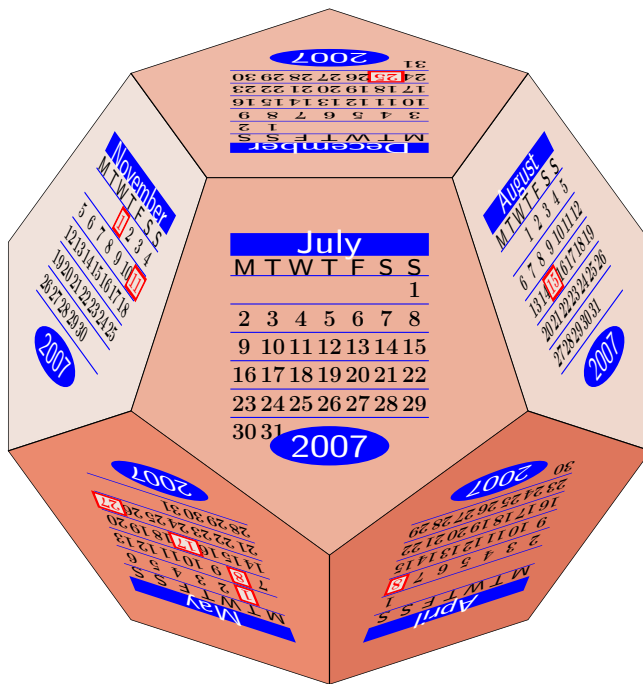 December
M T W T F S S
1 2
3 4 5 6 7 8 9
10 11 12 13 14 15 16
17 18 19 20 21 22 23
24 25 26 27 28 29 30
31
2007
November
M T W T F S S
1 2 3 4
5 6 7 8 9 10 11
12 13 14 15 16 17 18
19 20 21 22 23 24 25
26 27 28 29 30
2007
July
M T W T F S S
1
2 3 4 5 6 7 8
9 10 11 12 13 14 15
16 17 18 19 20 21 22
23 24 25 26 27 28 29
30 31
2007
August
M T W T F S S
1 2 3 4 5
6 7 8 9 10 11 12
13 14 15 16 17 18 19
20 21 22 23 24 25 26
27 28 29 30 31
2007
May
M T W T F S S
1 2 3 4 5 6
7 8 9 10 11 12 13
14 15 16 17 18 19 20
21 22 23 24 25 26 27
28 29 30 31
2007
April
M T W T F S S
1
2 3 4 5 6 7 8
9 10 11 12 13 14 15
16 17 18 19 20 21 22
23 24 25 26 27 28 29
30
2007